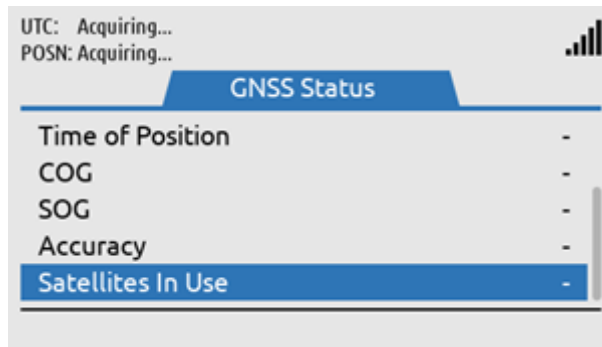 UTC: Acquiring...
POSN: Acquiring...
GNSS Status
Time of Position -
COG -
SOG -
Accuracy -
Satellites In Use -